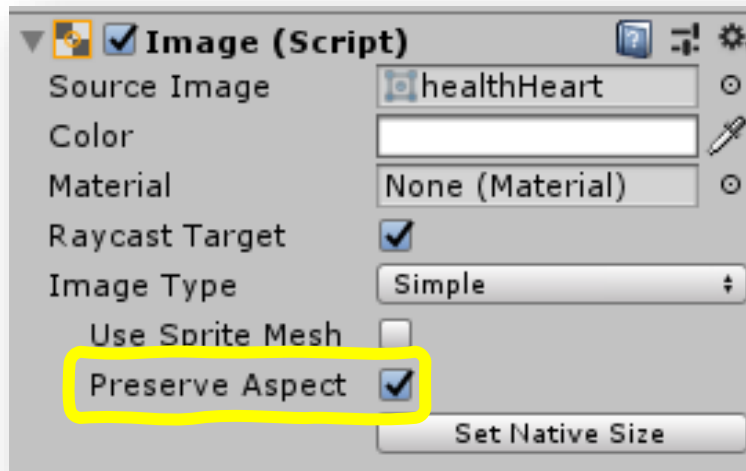 Image (Script)
Source Image healthHeart
Color
Material None (Material)
Raycast Target
Image Type Simple
Use Sprite Mesh
Preserve Aspect
Set Native Size